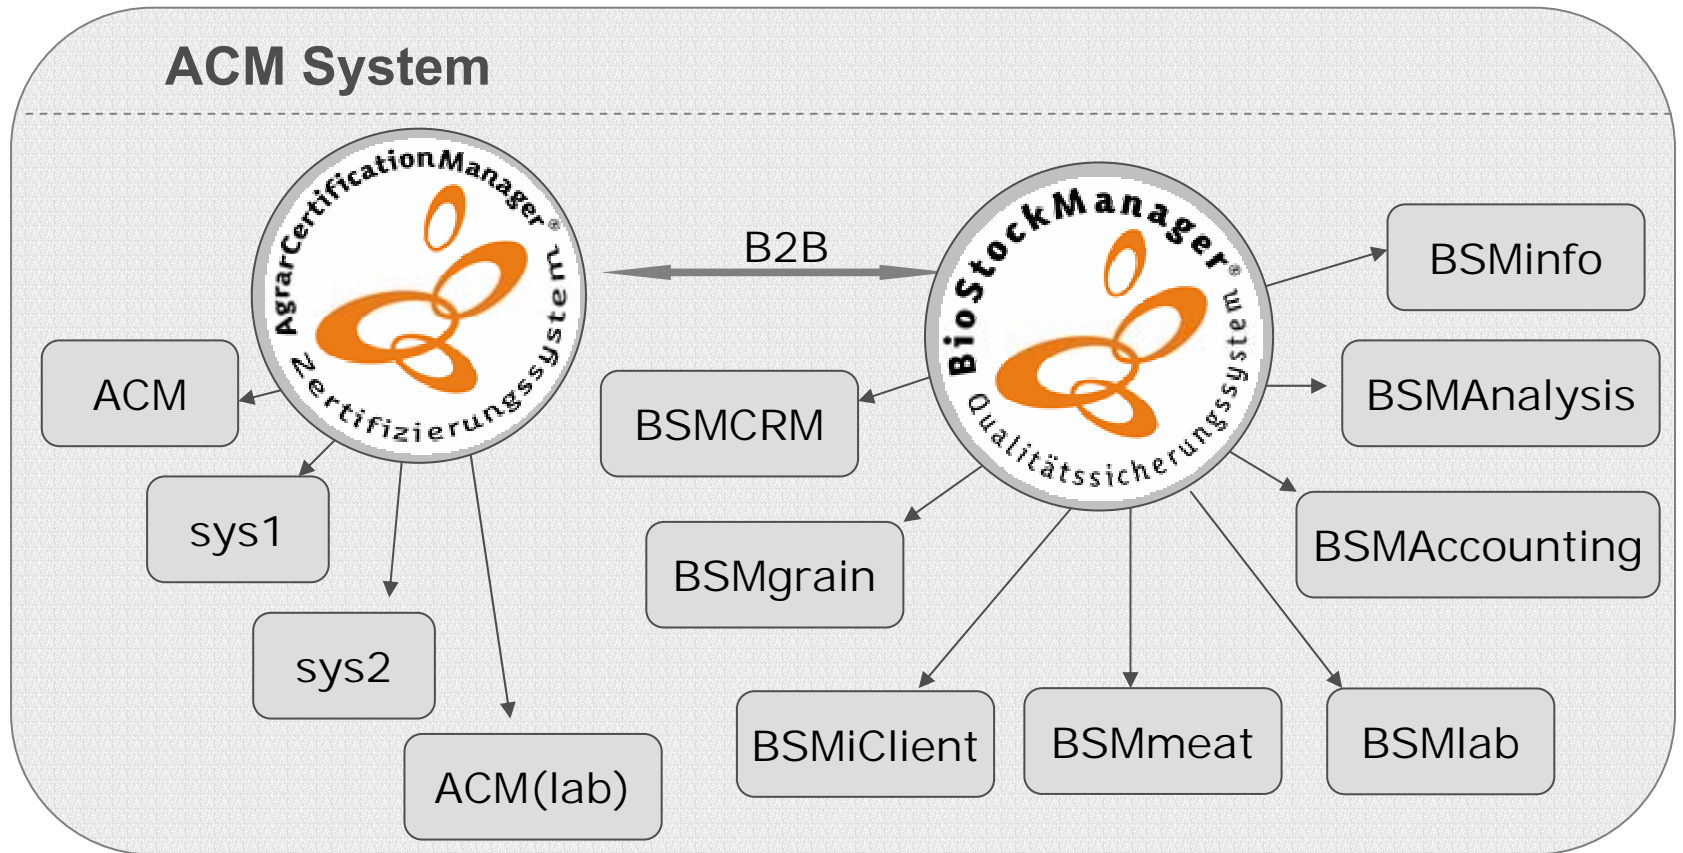 ACM System
AgrarCertificationManager®
Zertifizierungssystem
B2B
BioStockManager®
Qualitätssicherungssystem
BSMinfo
ACM
BSMCRM
BSMAnalysis
sys1
BSMgrain
BSMAccounting
sys2
BSMiClient
BSMmeat
BSMlab
ACM(lab)